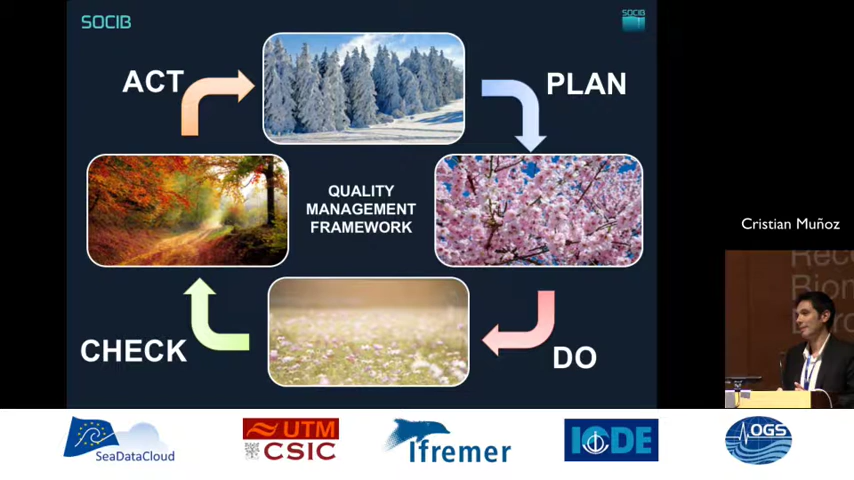 SOCIB
SOCIB
ACT
PLAN
QUALITY
MANAGEMENT
FRAMEWORK
CHECK
DO
Cristian Muñoz
SeaDataCloud
UTM
CSIC
Ifremer
IODE
OGS